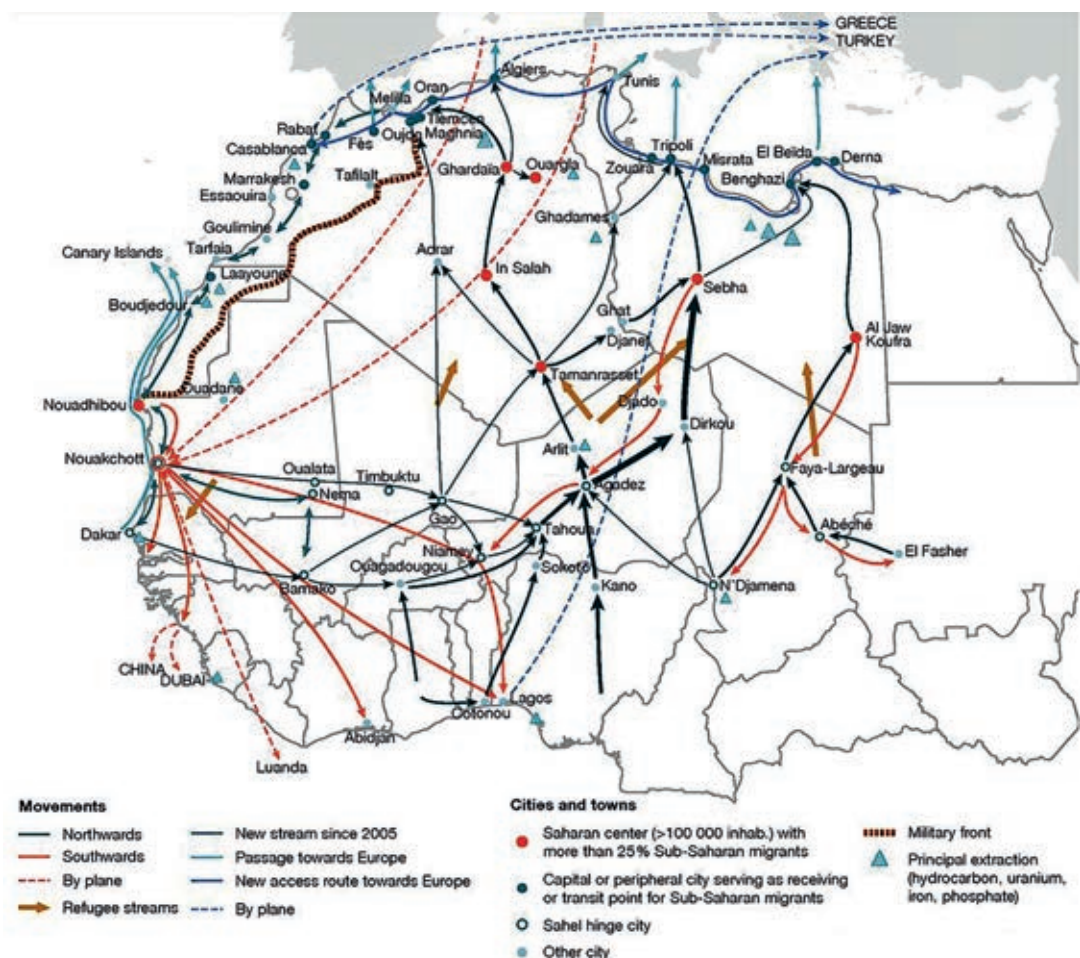 GREECE
TURKEY
Algiers
Tunis
Oran
Melilla
Tlemcen
Maghnia
Oujda
Rabat
Fès
Casablanca
Marrakesh
Essaouira
Tafilalt
Ghardaïa
Ouargla
Zouara
Tripoli
Misrata
El Beïda
Derna
Benghazi
Ghadames
Goulimine
Tarfaia
Canary Islands
Laayoune
Boudjedour
Adrar
In Salah
Sebha
Ghat
Djanet
Al Jaw
Koufra
Tamanrasset
Ouadane
Nouadhibou
Djado
Dirkou
Nouakchott
Arlit
Agadez
Faya-Largeau
Oualata
Timbuktu
Nema
Gao
Tahoua
Abéché
El Fasher
Dakar
Niamey
Ouagadougou
Sokoto
Bamako
Kano
N'Djamena
CHINA
DUBAI
Cotonou
Lagos
Abidjan
Luanda
Movements
Northwards
Southwards
By plane
Refugee streams
New stream since 2005
Passage towards Europe
New access route towards Europe
By plane
Cities and towns
Saharan center (>100 000 inhab.) with
more than 25% Sub-Saharan migrants
Capital or peripheral city serving as receiving
or transit point for Sub-Saharan migrants
Sahel hinge city
Other city
Military front
Principal extraction
(hydrocarbon, uranium,
iron, phosphate)